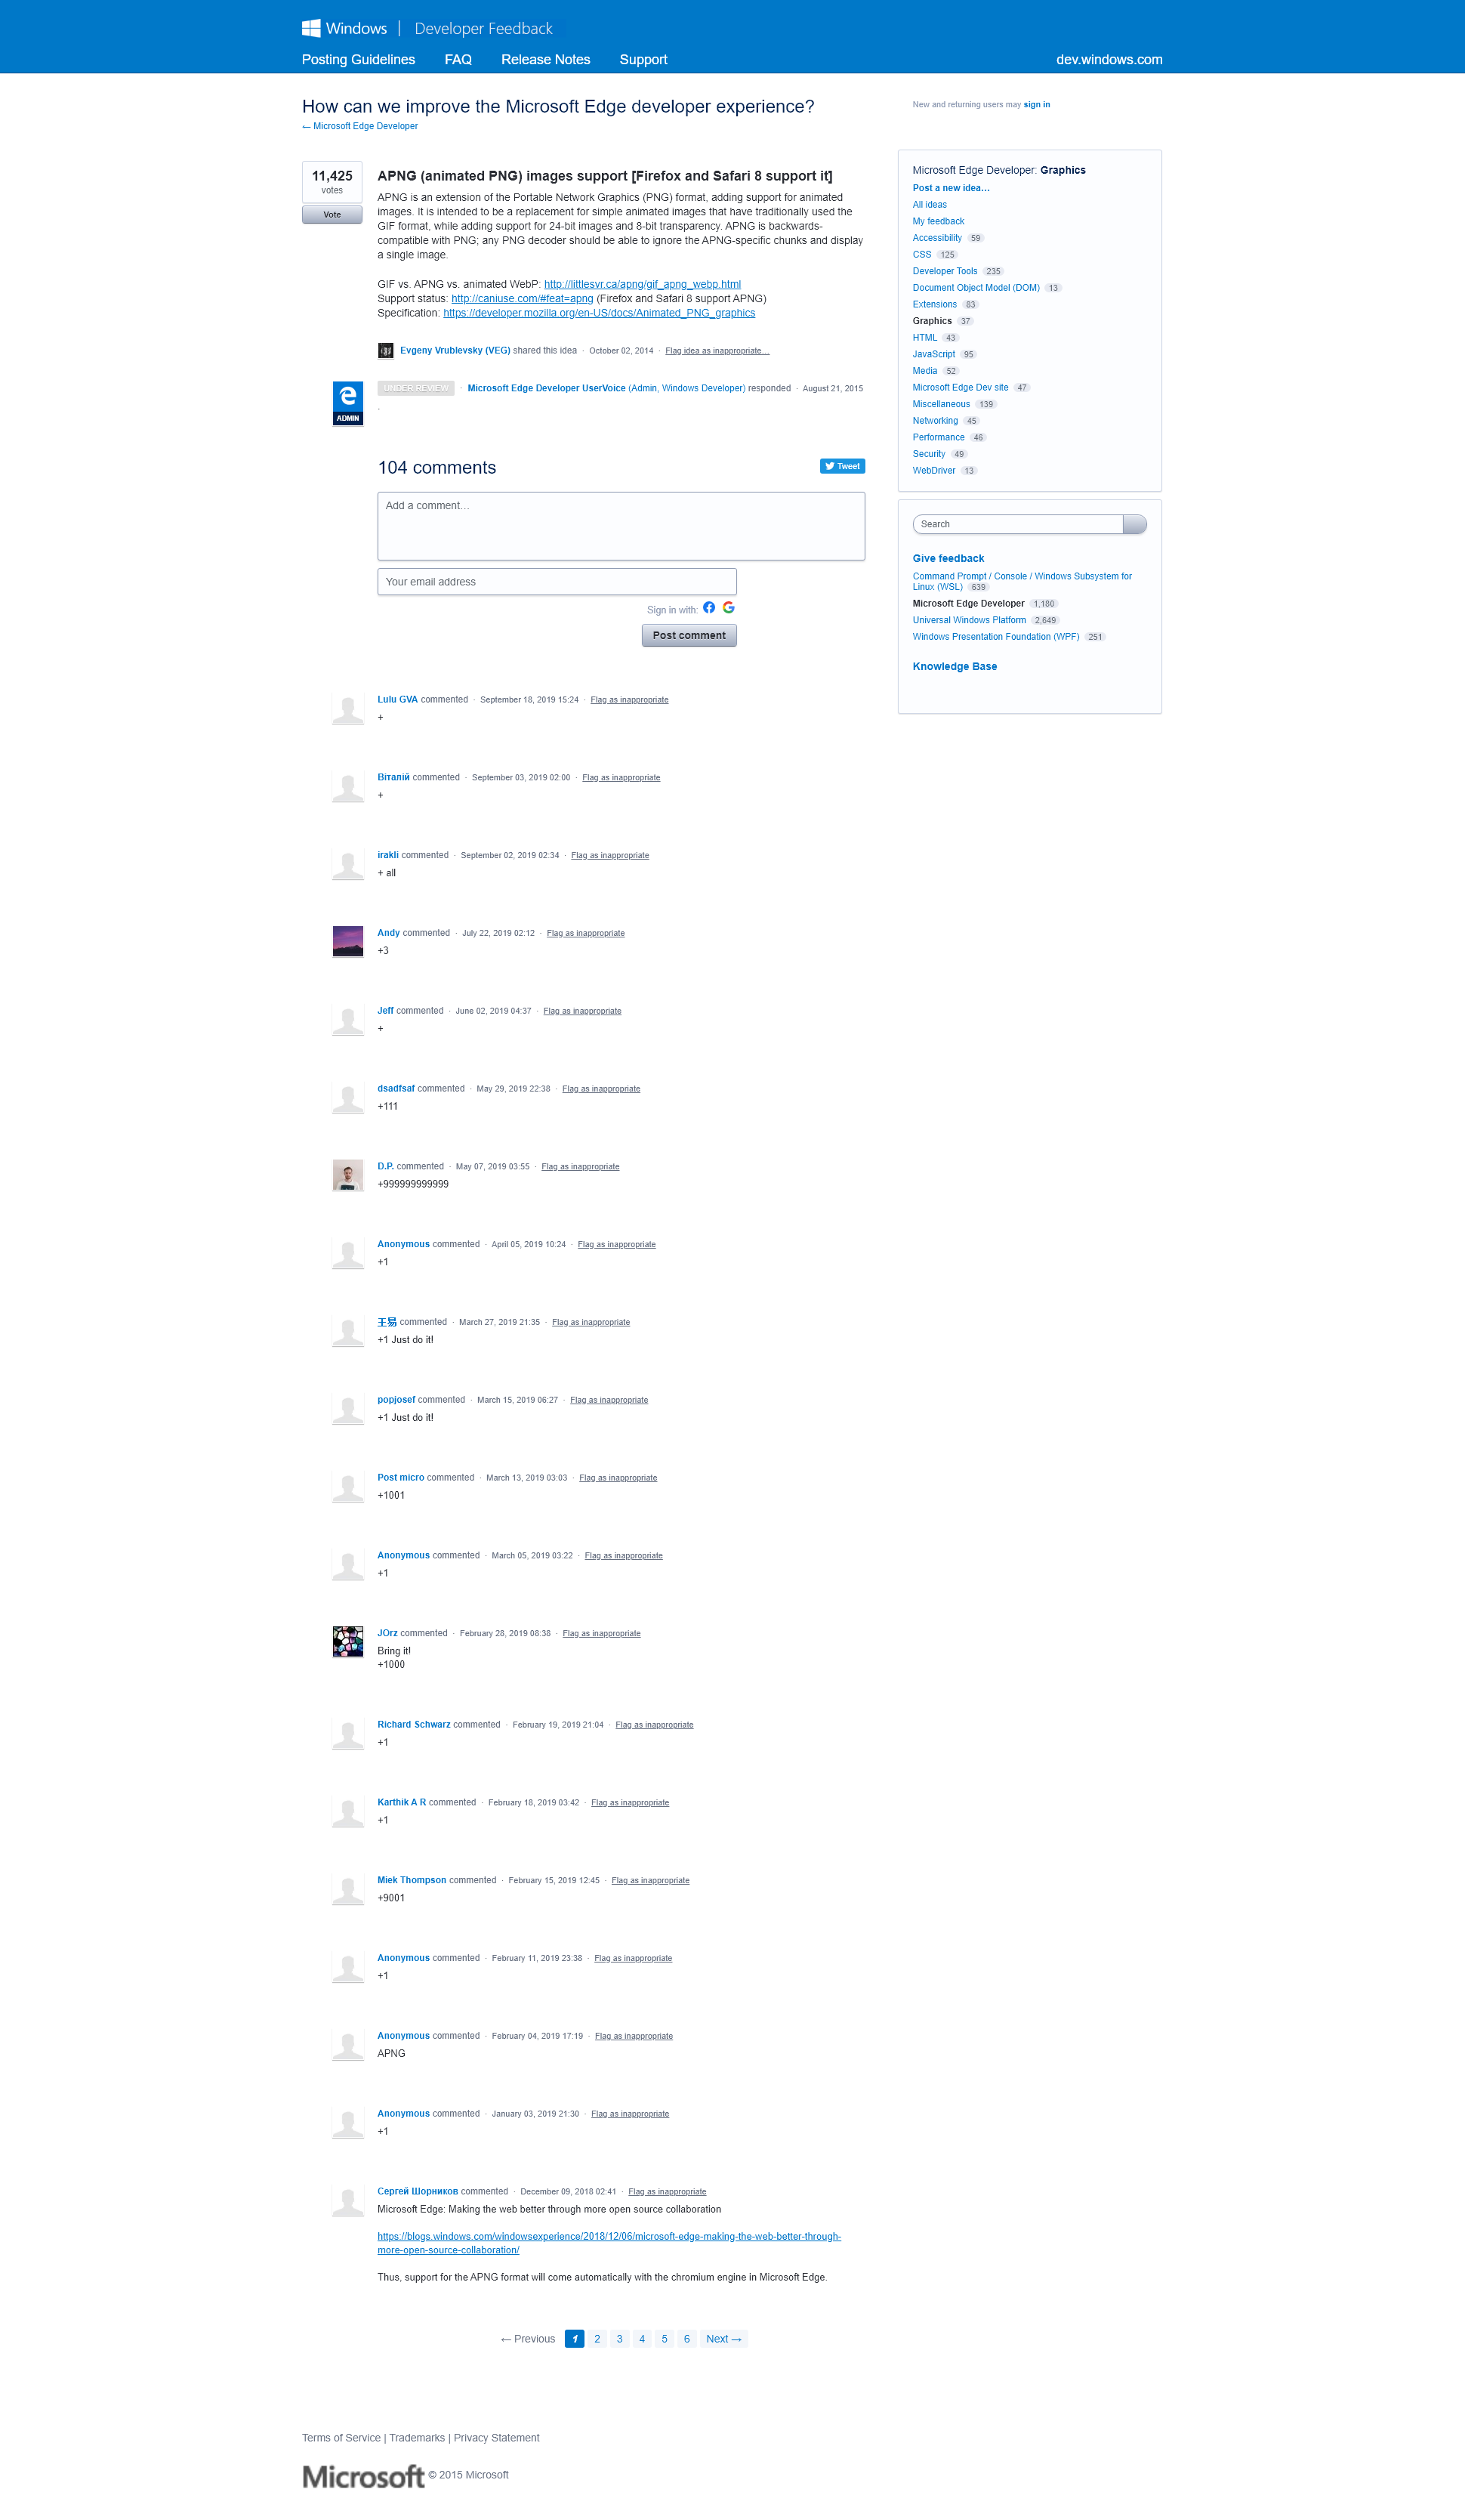 Windows | Developer Feedback
Posting Guidelines FAQ Release Notes Support dev.windows.com
How can we improve the Microsoft Edge developer experience?
← Microsoft Edge Developer
New and returning users may sign in
11,425
votes
Vote
APNG (animated PNG) images support [Firefox and Safari 8 support it]
APNG is an extension of the Portable Network Graphics (PNG) format, adding support for animated
images. It is intended to be a replacement for simple animated images that have traditionally used the
GIF format, while adding support for 24-bit images and 8-bit transparency. APNG is backwards-
compatible with PNG; any PNG decoder should be able to ignore the APNG-specific chunks and display
a single image.
GIF vs. APNG vs. animated WebP: http://littlesvr.ca/apng/gif_apng_webp.html
Support status: http://caniuse.com/#feat=apng (Firefox and Safari 8 support APNG)
Specification: https://developer.mozilla.org/en-US/docs/Animated_PNG_graphics
Evgeny Vrublevsky (VEG) shared this idea · October 02, 2014 · Flag idea as inappropriate…
ADMIN
UNDER REVIEW · Microsoft Edge Developer UserVoice (Admin, Windows Developer) responded · August 21, 2015
.
104 comments
Tweet
Add a comment…
Your email address
Sign in with:
Post comment
Lulu GVA commented · September 18, 2019 15:24 · Flag as inappropriate
+
Віталій commented · September 03, 2019 02:00 · Flag as inappropriate
+
irakli commented · September 02, 2019 02:34 · Flag as inappropriate
+ all
Andy commented · July 22, 2019 02:12 · Flag as inappropriate
+3
Jeff commented · June 02, 2019 04:37 · Flag as inappropriate
+
dsadfsaf commented · May 29, 2019 22:38 · Flag as inappropriate
+111
D.P. commented · May 07, 2019 03:55 · Flag as inappropriate
+999999999999
Anonymous commented · April 05, 2019 10:24 · Flag as inappropriate
+1
王易 commented · March 27, 2019 21:35 · Flag as inappropriate
+1 Just do it!
popjosef commented · March 15, 2019 06:27 · Flag as inappropriate
+1 Just do it!
Post micro commented · March 13, 2019 03:03 · Flag as inappropriate
+1001
Anonymous commented · March 05, 2019 03:22 · Flag as inappropriate
+1
JOrz commented · February 28, 2019 08:38 · Flag as inappropriate
Bring it!
+1000
Richard Schwarz commented · February 19, 2019 21:04 · Flag as inappropriate
+1
Karthik A R commented · February 18, 2019 03:42 · Flag as inappropriate
+1
Miek Thompson commented · February 15, 2019 12:45 · Flag as inappropriate
+9001
Anonymous commented · February 11, 2019 23:38 · Flag as inappropriate
+1
Anonymous commented · February 04, 2019 17:19 · Flag as inappropriate
APNG
Anonymous commented · January 03, 2019 21:30 · Flag as inappropriate
+1
Сергей Шорников commented · December 09, 2018 02:41 · Flag as inappropriate
Microsoft Edge: Making the web better through more open source collaboration
https://blogs.windows.com/windowsexperience/2018/12/06/microsoft-edge-making-the-web-better-through-
more-open-source-collaboration/
Thus, support for the APNG format will come automatically with the chromium engine in Microsoft Edge.
← Previous 1 2 3 4 5 6 Next →
Microsoft Edge Developer: Graphics
Post a new idea…
All ideas
My feedback
Accessibility 59
CSS 125
Developer Tools 235
Document Object Model (DOM) 13
Extensions 83
Graphics 37
HTML 43
JavaScript 95
Media 52
Microsoft Edge Dev site 47
Miscellaneous 139
Networking 45
Performance 46
Security 49
WebDriver 13
Search
Give feedback
Command Prompt / Console / Windows Subsystem for
Linux (WSL) 639
Microsoft Edge Developer 1,180
Universal Windows Platform 2,649
Windows Presentation Foundation (WPF) 251
Knowledge Base
Terms of Service | Trademarks | Privacy Statement
Microsoft © 2015 Microsoft